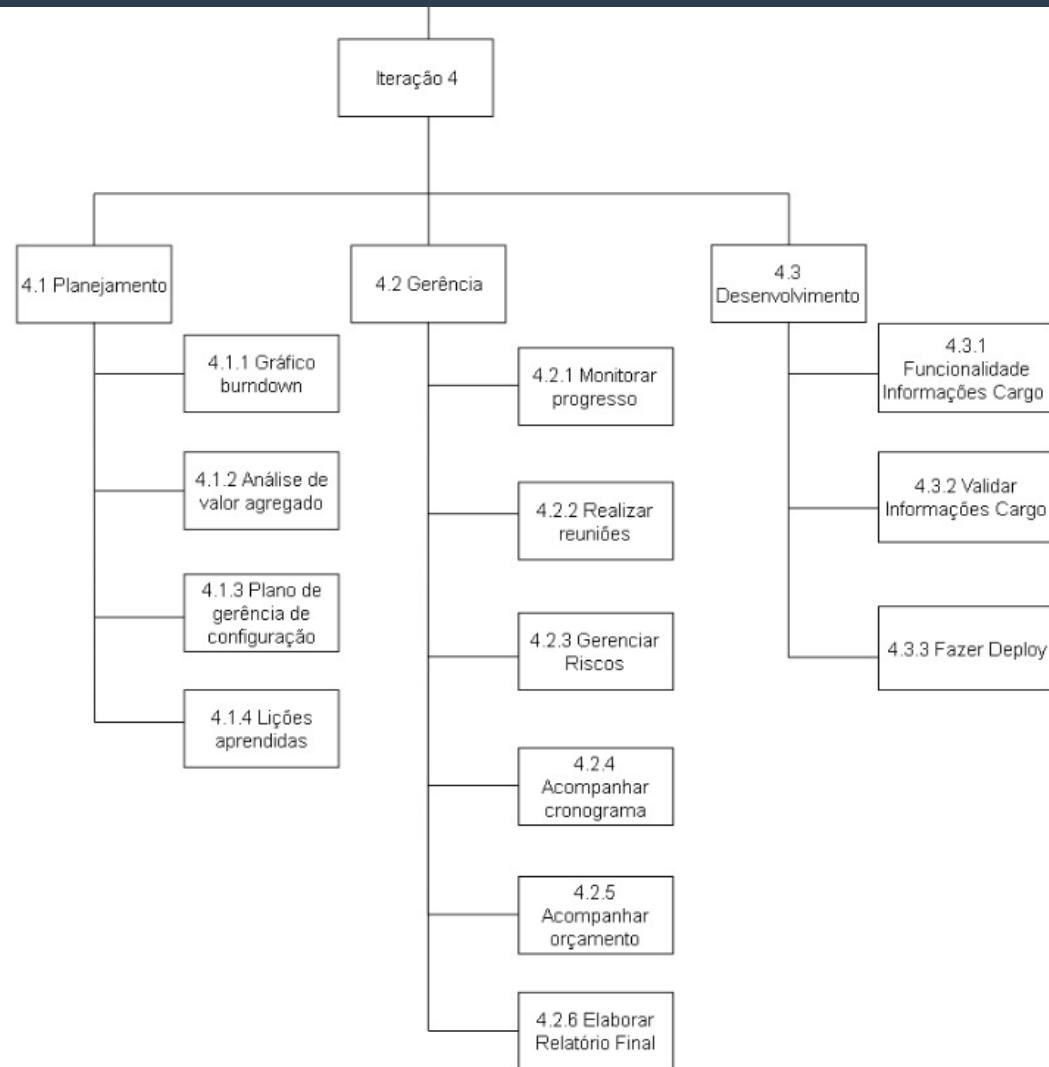 Iteração 4
4.1 Planejamento
4.2 Gerência
4.3
Desenvolvimento
4.1.1 Gráfico
burndown
4.1.2 Análise de
valor agregado
4.1.3 Plano de
gerência de
configuração
4.1.4 Lições
aprendidas
4.2.1 Monitorar
progresso
4.2.2 Realizar
reuniões
4.2.3 Gerenciar
Riscos
4.2.4
Acompanhar
cronograma
4.2.5
Acompanhar
orçamento
4.2.6 Elaborar
Relatório Final
4.3.1
Funcionalidade
Informações Cargo
4.3.2 Validar
Informações Cargo
4.3.3 Fazer Deploy